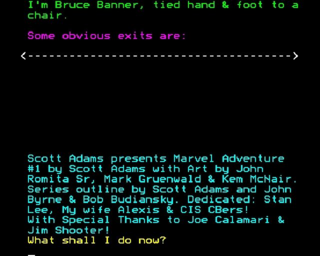 I'm Bruce Banner, tied hand & foot to a
chair.
Some obvious exits are:
<----------------------------------------->
Scott Adams presents Marvel Adventure
#1 by Scott Adams with Art by John
Romita Sr, Mark Gruenwald & Kem McNair.
Series outline by Scott Adams and John
Byrne & Bob Budiansky. Dedicated: Stan
Lee, My wife Alexis & CIS CBers!
With Special Thanks to Joe Calamari &
Jim Shooter!
What shall I do now?